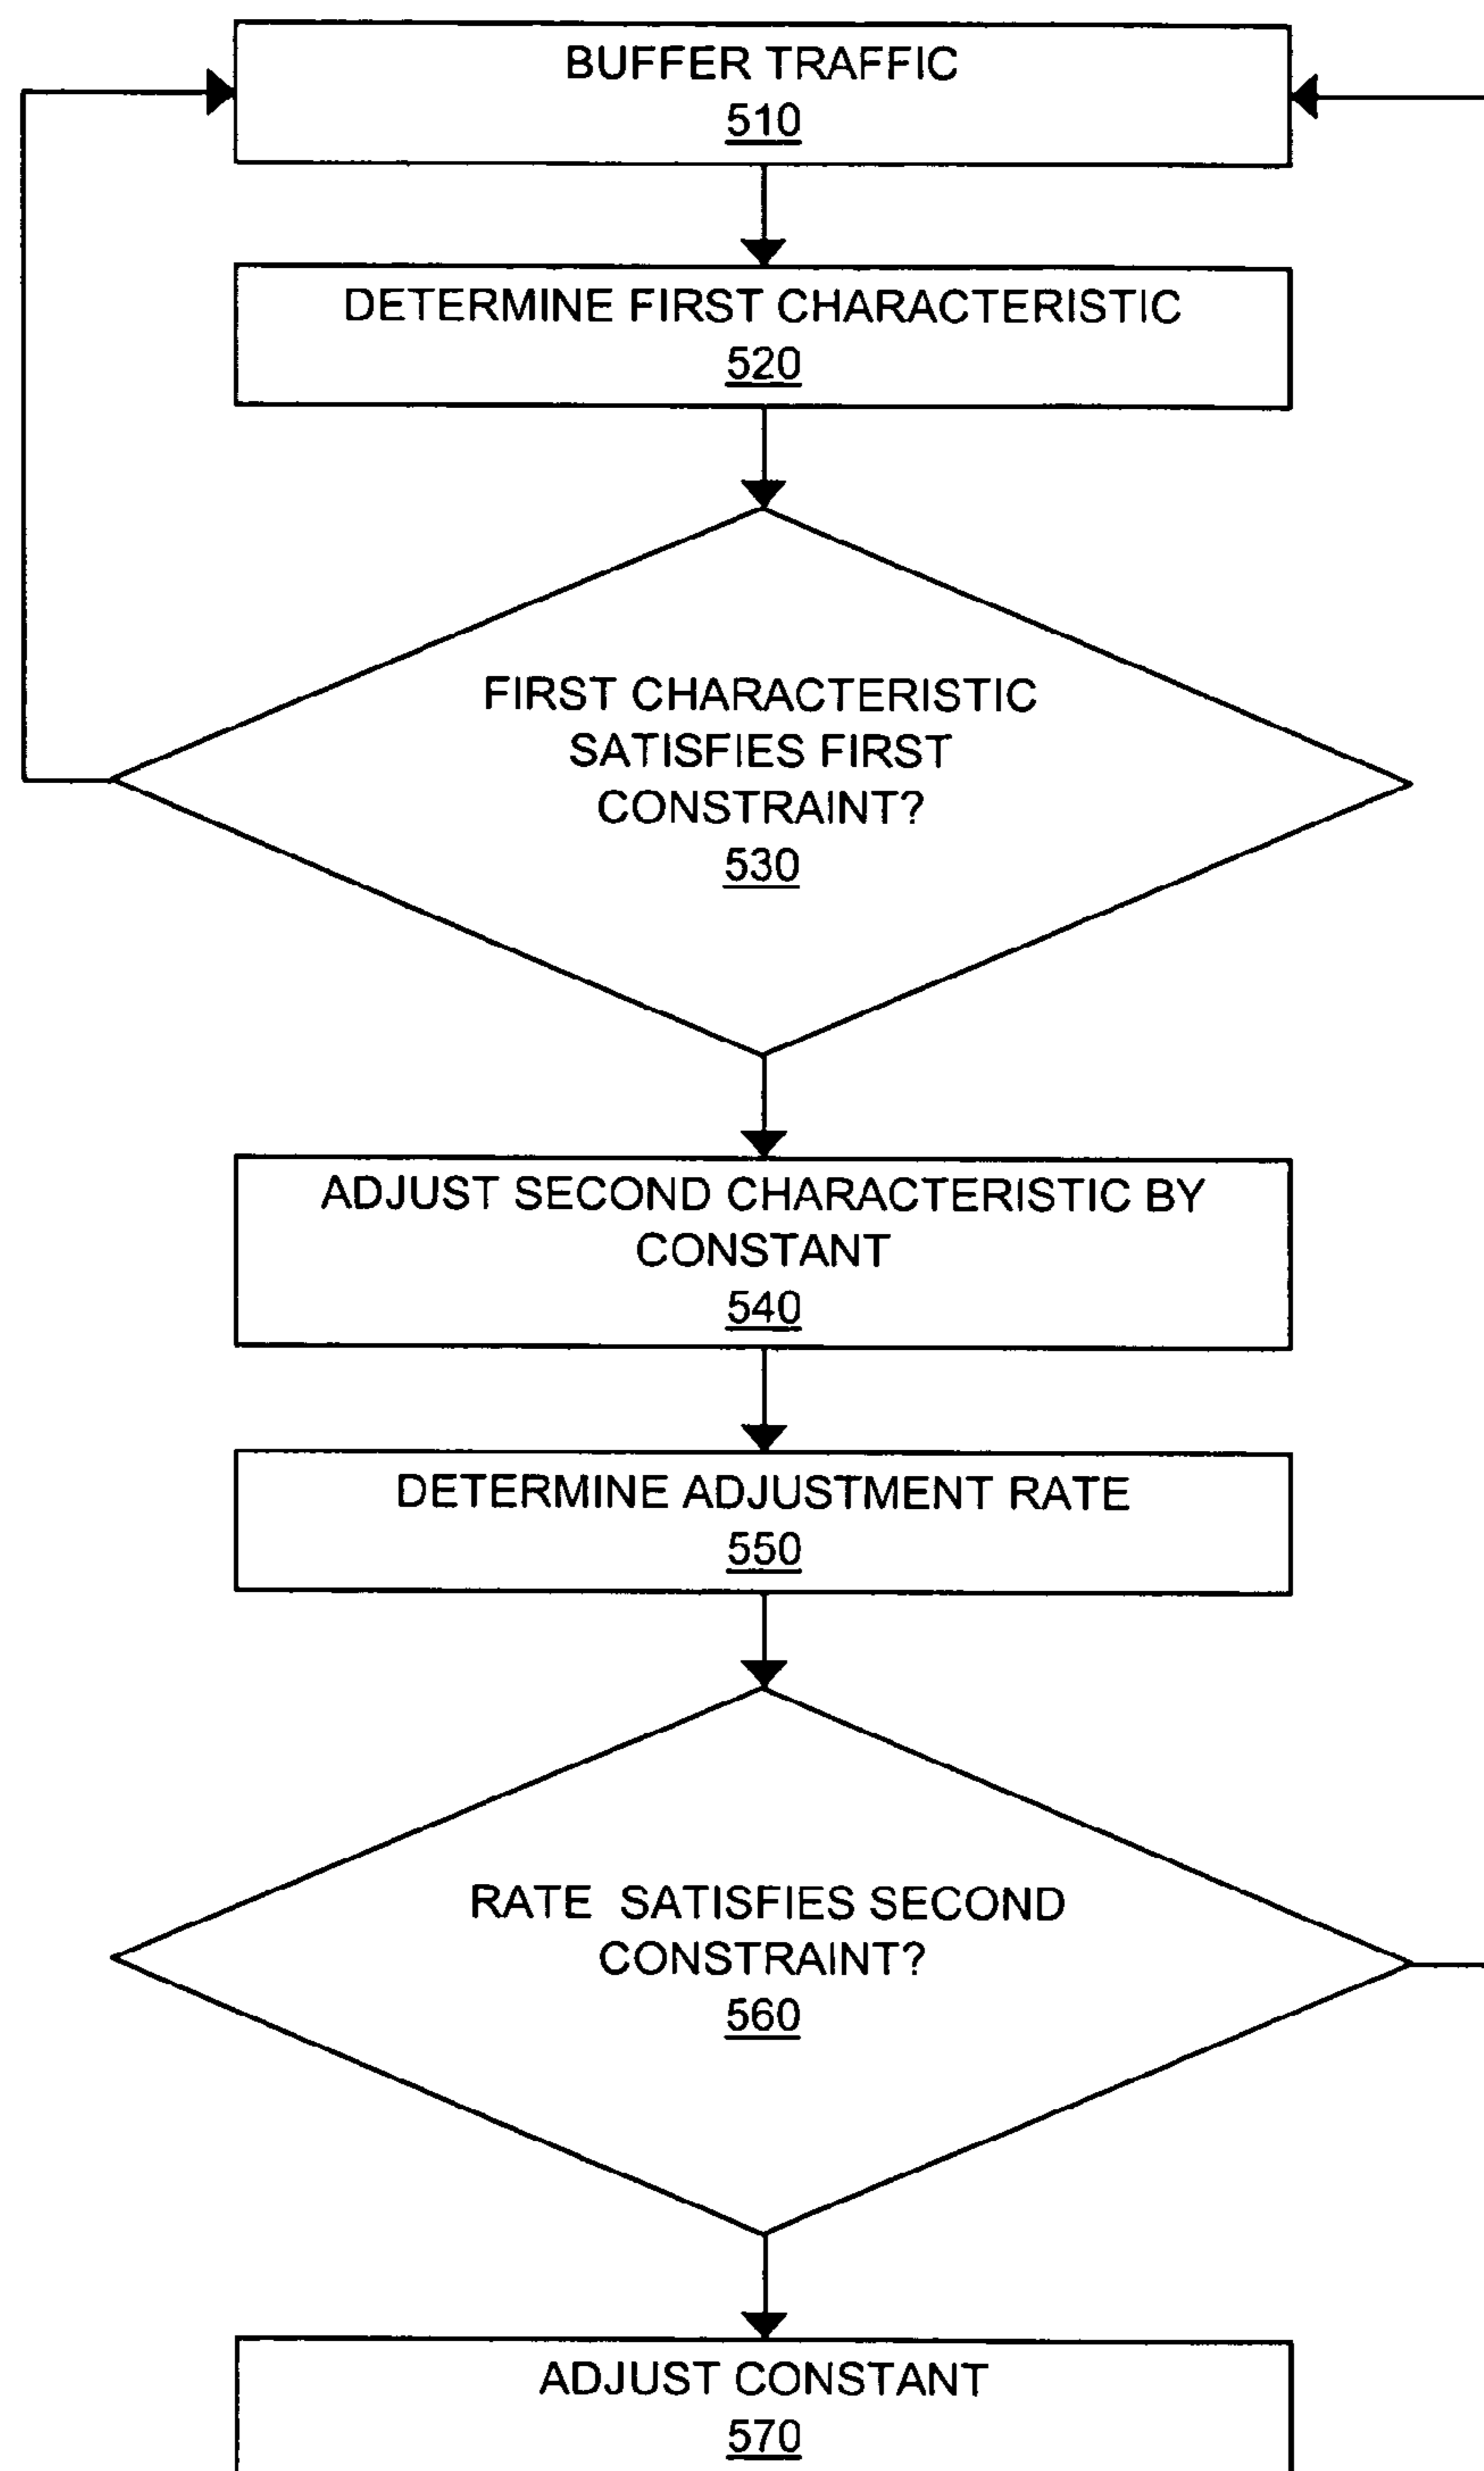 BUFFER TRAFFIC
510
DETERMINE FIRST CHARACTERISTIC
520
FIRST CHARACTERISTIC
SATISFIES FIRST
CONSTRAINT?
530
ADJUST SECOND CHARACTERISTIC BY
CONSTANT
540
DETERMINE ADJUSTMENT RATE
550
RATE SATISFIES SECOND
CONSTRAINT?
560
ADJUST CONSTANT
570